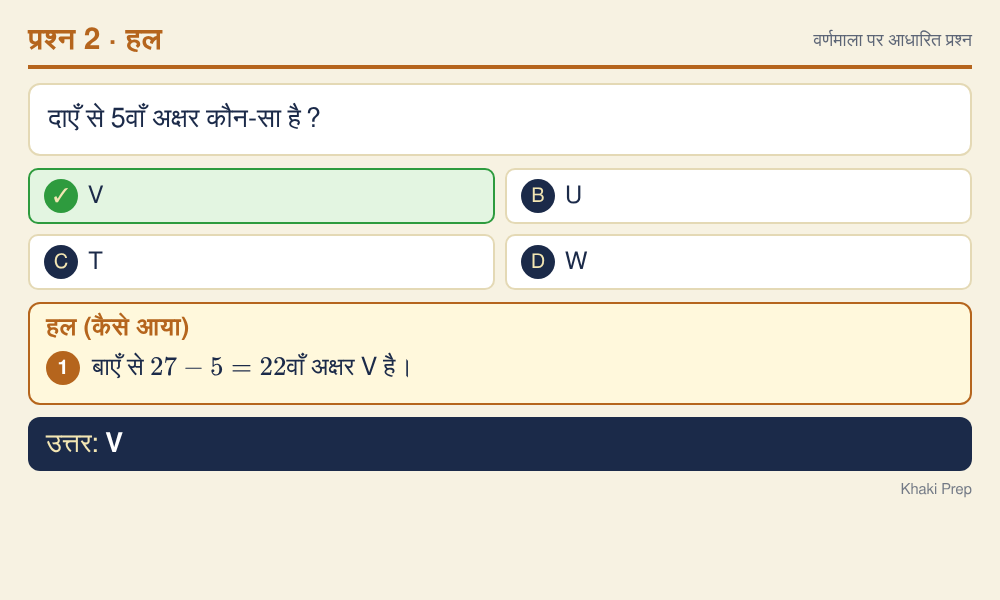 प्रश्न 2 · हल
वर्णमाला पर आधारित प्रश्न
दाएँ से 5वाँ अक्षर कौन-सा है ?
✓ V
B U
C T
D W
हल (कैसे आया)
1 बाएँ से 27 − 5 = 22वाँ अक्षर V है।
उत्तर: V
Khaki Prep